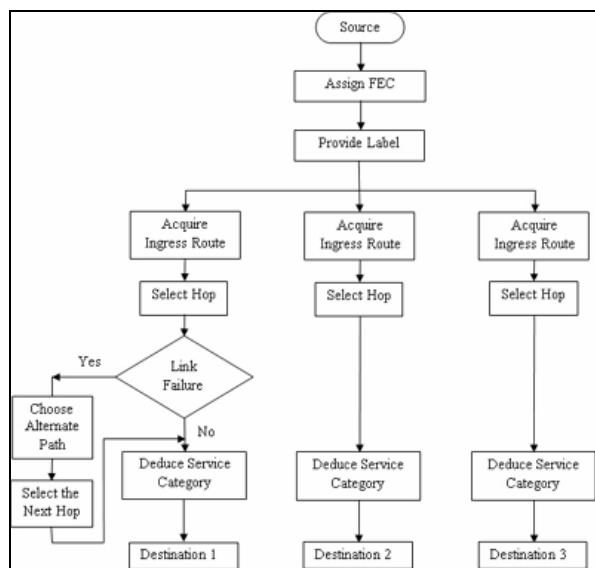 Source
Assign FEC
Provide Label
Acquire
Ingress Route
Acquire
Ingress Route
Acquire
Ingress Route
Select Hop
Select Hop
Select Hop
Yes
Link
Failure
No
Choose
Alternate
Path
Select the
Next Hop
Deduce Service
Category
Deduce Service
Category
Deduce Service
Category
Destination 1
Destination 2
Destination 3